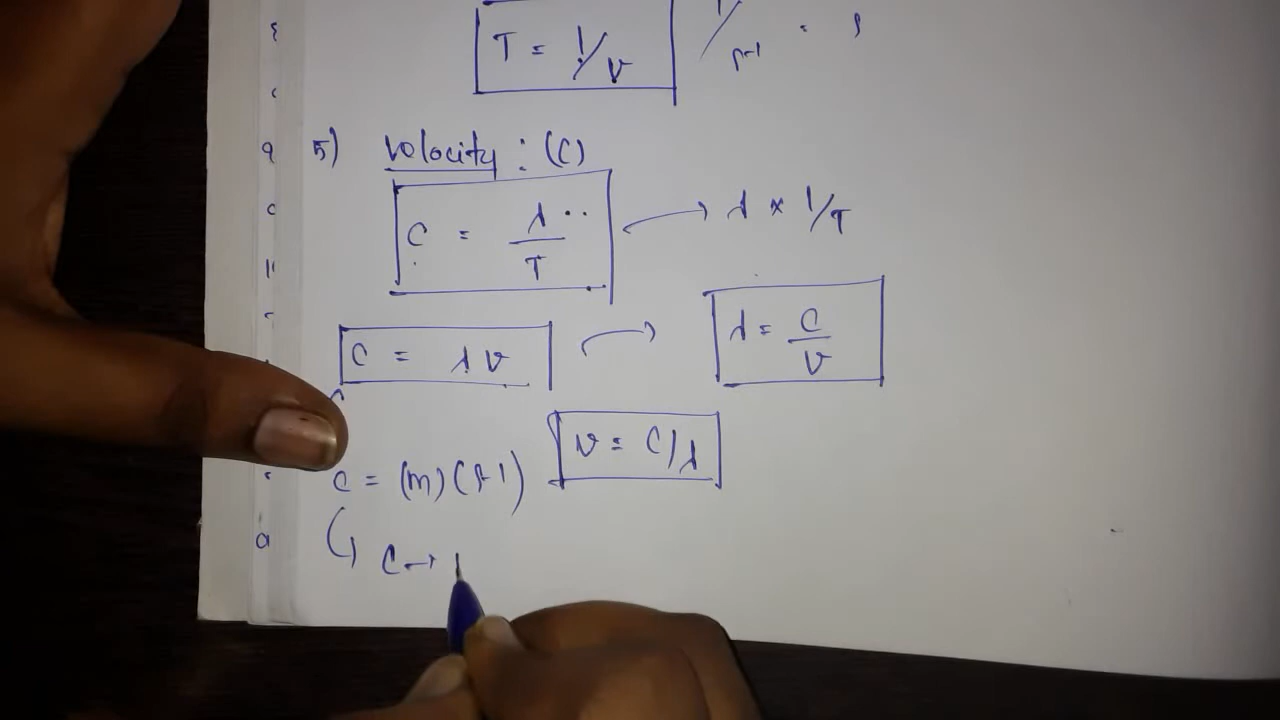 T = 1/ν
5) Velocity : (C)
C = λ/T → λ × 1/T
C = λν → λ = C/ν
ν = C/λ
C = (m)(s-1)
C →